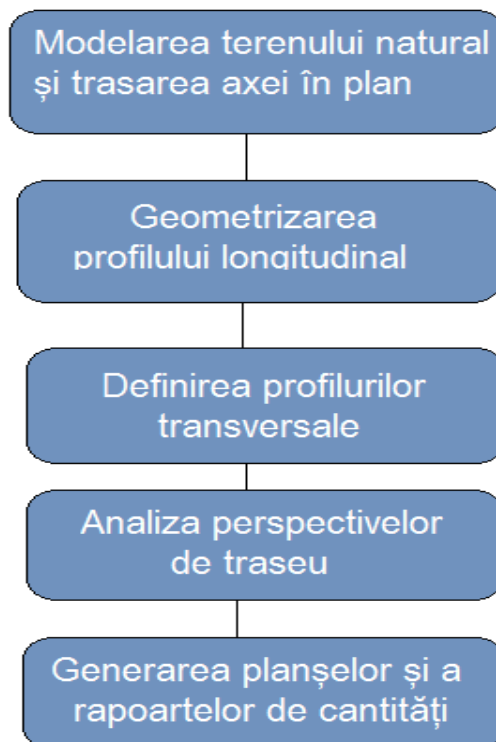 Modelarea terenului natural
și trasarea axei în plan
Geometrizarea
profilului longitudinal
Definirea profilurilor
transversale
Analiza perspectivelor
de traseu
Generarea planșelor și a
rapoartelor de cantități